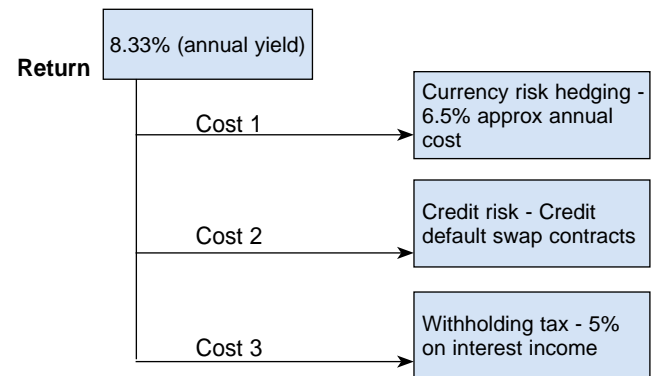 8.33% (annual yield)
Return
Currency risk hedging -
6.5% approx annual
cost
Cost 1
Credit risk - Credit
default swap contracts
Cost 2
Withholding tax - 5%
on interest income
Cost 3